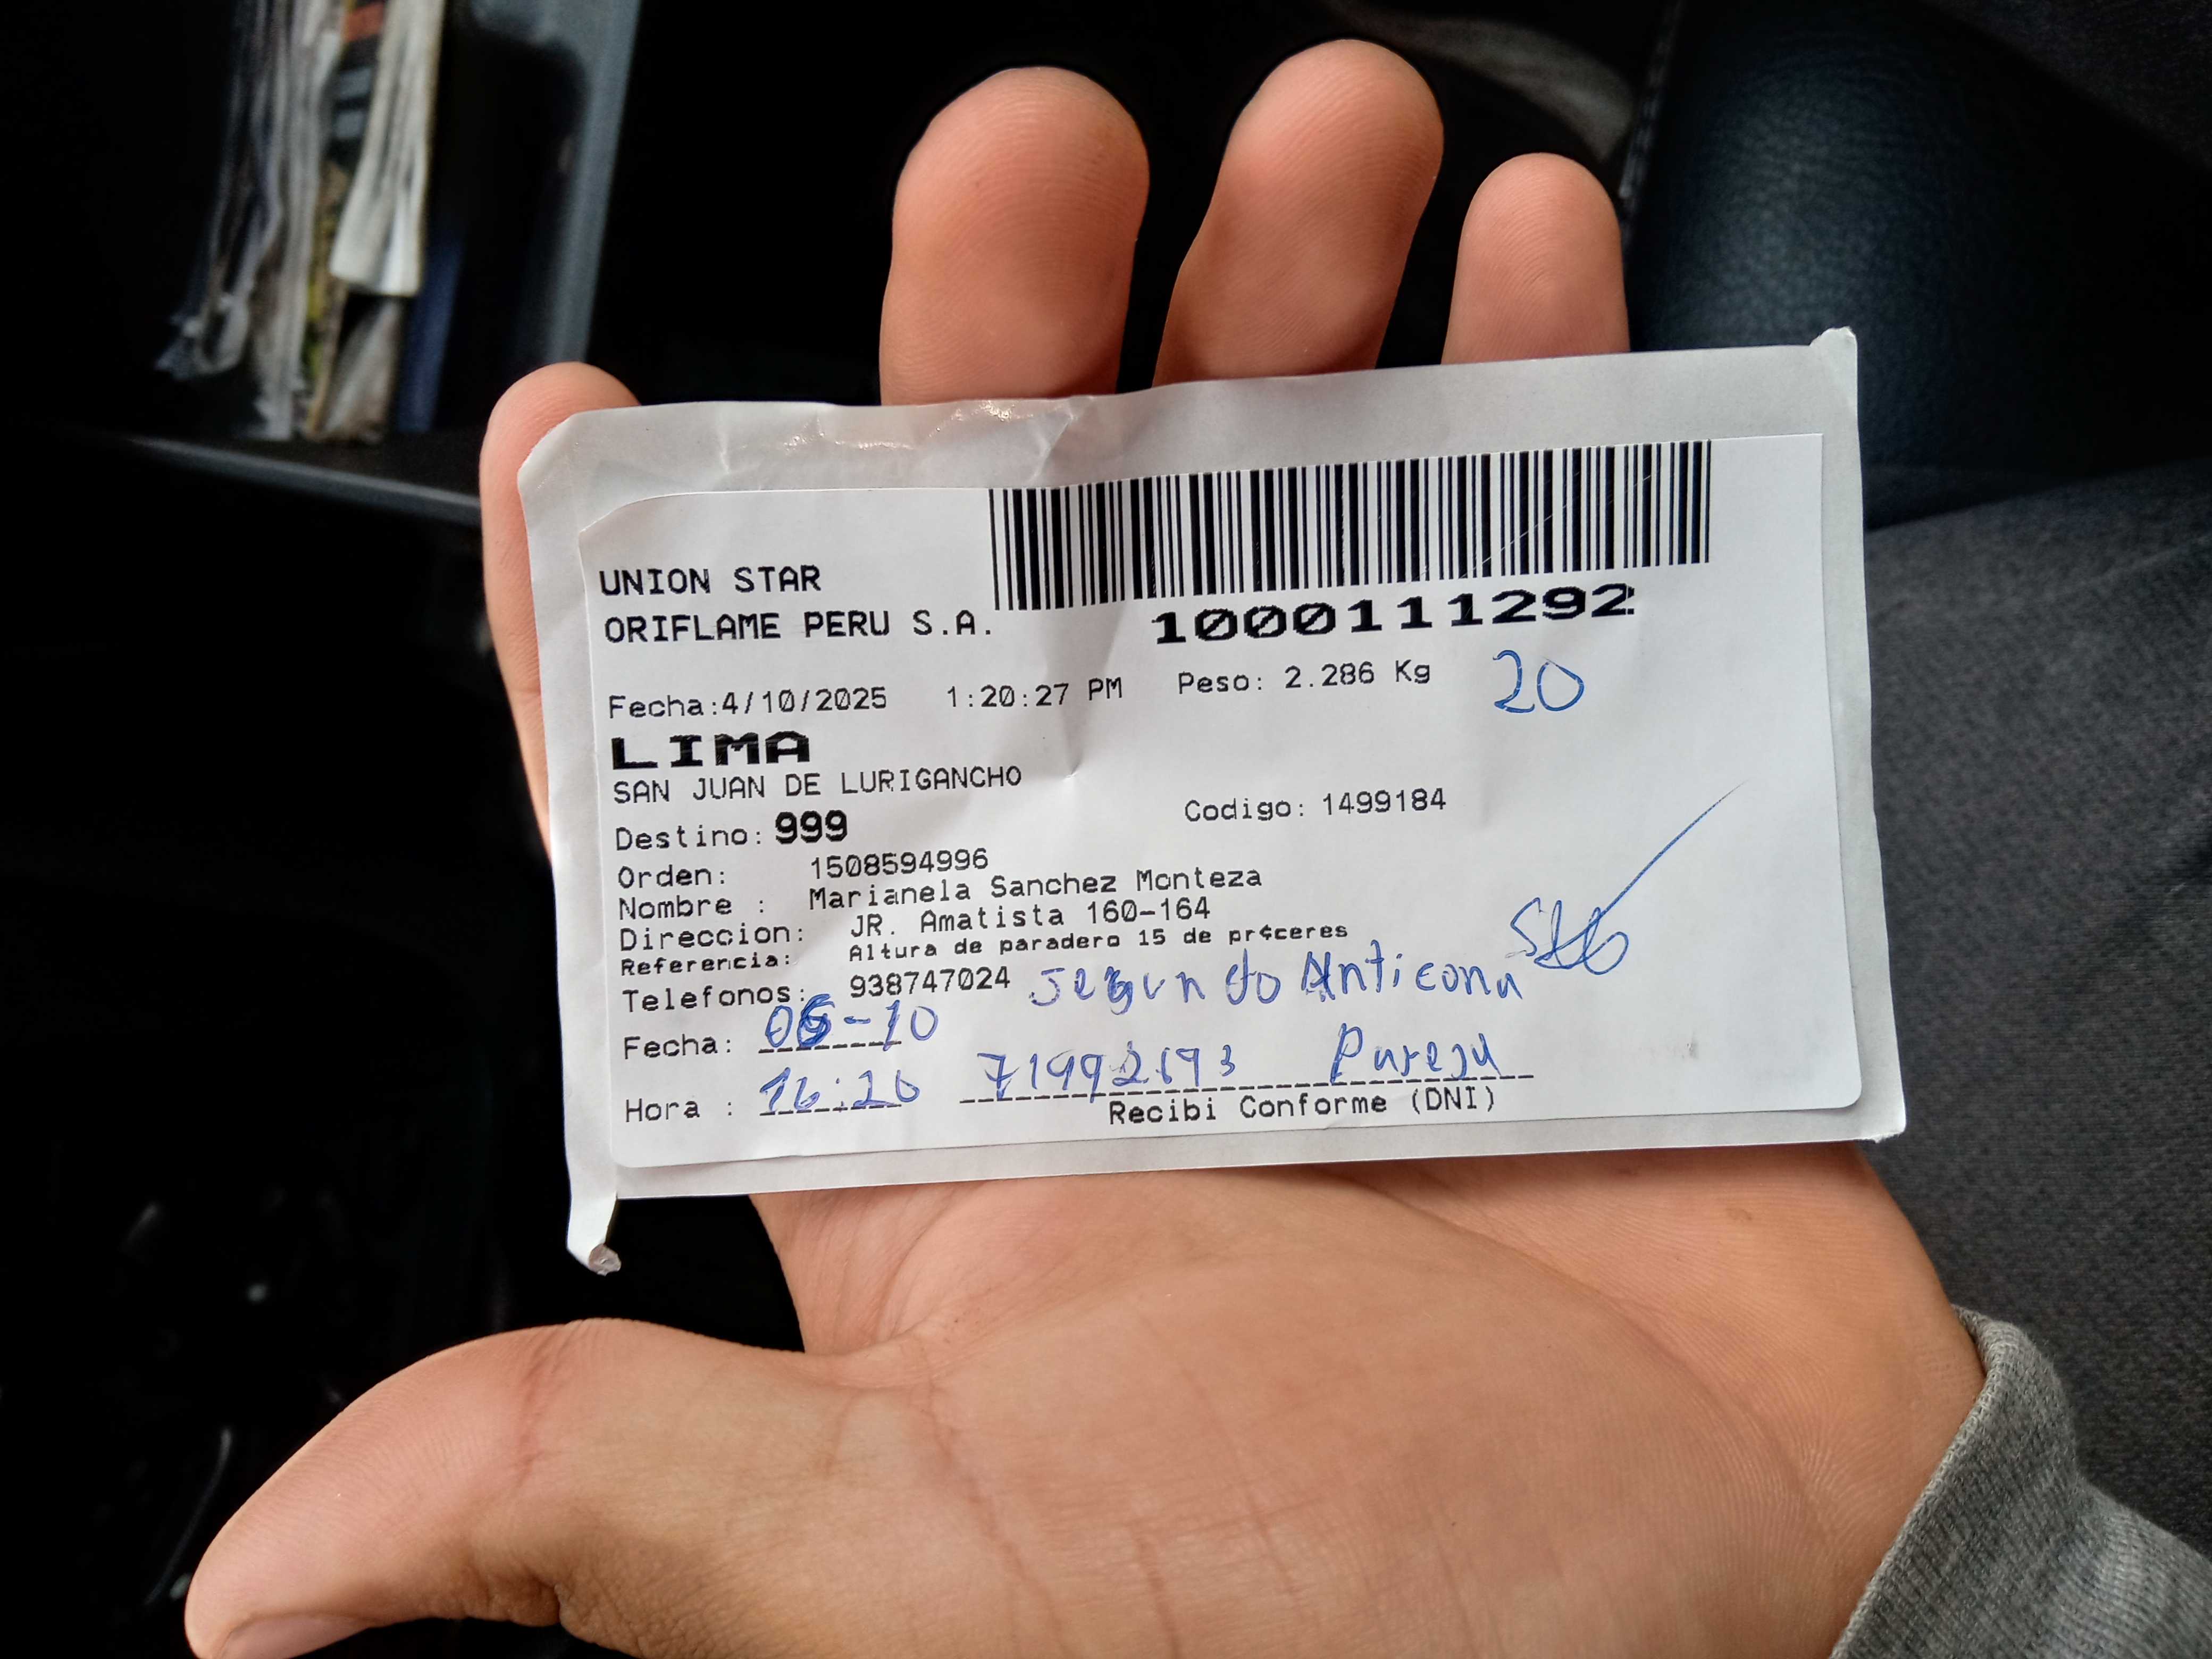 UNION STAR
ORIFLAME PERU S.A.
1000111292
Fecha:4/10/2025 1:20:27 PM Peso: 2.286 Kg 20
LIMA
SAN JUAN DE LURIGANCHO
Destino: 999 Codigo: 1499184
Orden: 1508594996
Nombre : Marianela Sanchez Monteza
Direccion: JR. Amatista 160-164
Referencia: Altura de paradero 15 de pr¢ceres
Telefonos: 938747024 Segundo Anticona
Fecha: 06-10
Hora : 16:20 71992693
Recibi Conforme (DNI)